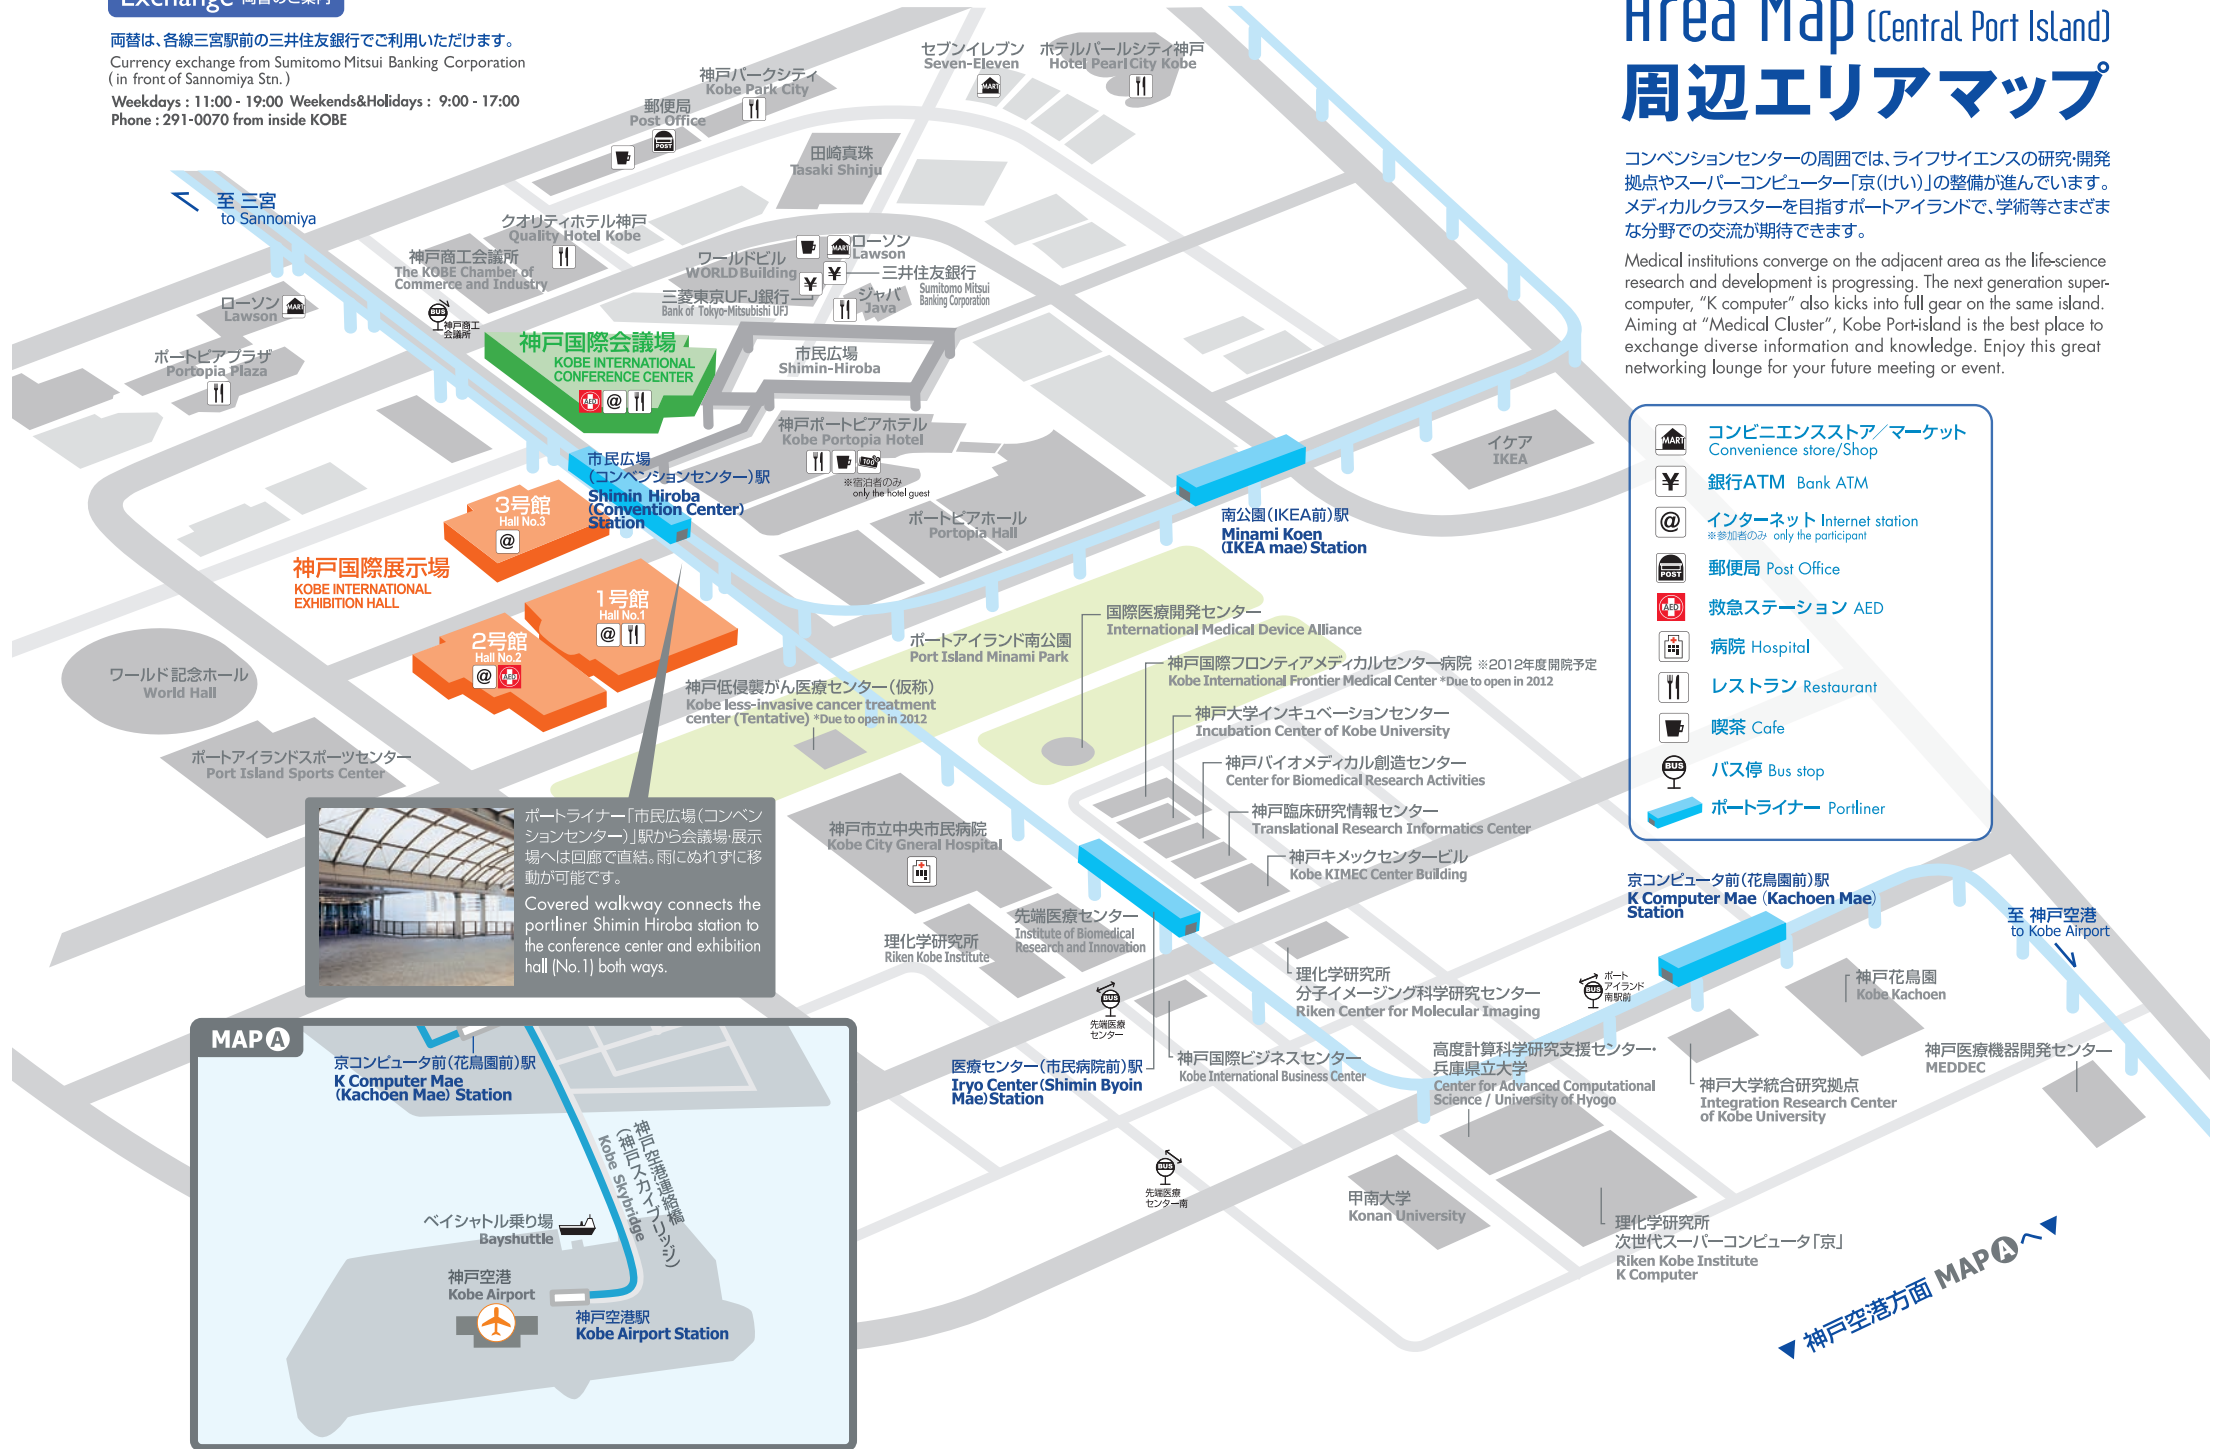 Exchange 両替のご案内
両替は、各線三宮駅前の三井住友銀行でご利用いただけます。
Currency exchange from Sumitomo Mitsui Banking Corporation
( in front of Sannomiya Stn. )
Weekdays : 11:00 - 19:00 Weekends&Holidays : 9:00 - 17:00
Phone : 291-0070 from inside KOBE
Area Map (Central Port Island)
周辺エリアマップ
コンベンションセンターの周囲では、ライフサイエンスの研究・開発
拠点やスーパーコンピューター「京(けい)」の整備が進んでいます。
メディカルクラスターを目指すポートアイランドで、学術等さまざま
な分野での交流が期待できます。
Medical institutions converge on the adjacent area as the life-science
research and development is progressing. The next generation super-
computer, “K computer” also kicks into full gear on the same island.
Aiming at “Medical Cluster”, Kobe Port-island is the best place to
exchange diverse information and knowledge. Enjoy this great
networking lounge for your future meeting or event.
MART
コンビニエンスストア／マーケット
Convenience store/Shop
¥
銀行ATM Bank ATM
@
インターネット Internet station
※参加者のみ only the participant
POST
郵便局 Post Office
AED
救急ステーション AED
病院 Hospital
レストラン Restaurant
喫茶 Cafe
BUS
バス停 Bus stop
ポートライナー Portliner
セブンイレブン
Seven-Eleven
MART
ホテルパールシティ神戸
Hotel Pearl City Kobe
神戸パークシティ
Kobe Park City
郵便局
Post Office
POST
田崎真珠
Tasaki Shinju
至 三宮
to Sannomiya
クオリティホテル神戸
Quality Hotel Kobe
神戸商工会議所
The KOBE Chamber of
Commerce and Industry
BUS
神戸商工
会議所
ローソン
Lawson
MART
ワールドビル
WORLD Building
MART
ローソン
Lawson
¥
三井住友銀行
Sumitomo Mitsui
Banking Corporation
三菱東京UFJ銀行
Bank of Tokyo-Mitsubishi UFJ
¥
ジャバ
Java
ポートピアプラザ
Portopia Plaza
神戸国際会議場
KOBE INTERNATIONAL
CONFERENCE CENTER
AED @
市民広場
Shimin-Hiroba
神戸ポートピアホテル
Kobe Portopia Hotel
※宿泊者のみ
only the hotel guest
市民広場
(コンベンションセンター)駅
Shimin Hiroba
(Convention Center)
Station
ポートピアホール
Portopia Hall
イケア
IKEA
南公園(IKEA前)駅
Minami Koen
(IKEA mae) Station
3号館
Hall No.3
@
神戸国際展示場
KOBE INTERNATIONAL
EXHIBITION HALL
1号館
Hall No.1
@
2号館
Hall No.2
@ AED
ワールド記念ホール
World Hall
ポートアイランドスポーツセンター
Port Island Sports Center
ポートアイランド南公園
Port Island Minami Park
国際医療開発センター
International Medical Device Alliance
神戸国際フロンティアメディカルセンター病院 ※2012年度開院予定
Kobe International Frontier Medical Center *Due to open in 2012
神戸低侵襲がん医療センター(仮称)
Kobe less-invasive cancer treatment
center (Tentative) *Due to open in 2012
神戸大学インキュベーションセンター
Incubation Center of Kobe University
神戸バイオメディカル創造センター
Center for Biomedical Research Activities
神戸臨床研究情報センター
Translational Research Informatics Center
神戸キメックセンタービル
Kobe KIMEC Center Building
ポートライナー「市民広場(コンベン
ションセンター)」駅から会議場・展示
場へは回廊で直結。雨にぬれずに移
動が可能です。
Covered walkway connects the
portliner Shimin Hiroba station to
the conference center and exhibition
hall (No.1) both ways.
神戸市立中央市民病院
Kobe City Gneral Hospital
先端医療センター
Institute of Biomedical
Research and Innovation
理化学研究所
Riken Kobe Institute
京コンピュータ前(花鳥園前)駅
K Computer Mae (Kachoen Mae)
Station
至 神戸空港
to Kobe Airport
理化学研究所
分子イメージング科学研究センター
Riken Center for Molecular Imaging
BUS
ポート
アイランド
南駅前
神戸花鳥園
Kobe Kachoen
BUS
先端医療
センター
医療センター(市民病院前)駅
Iryo Center (Shimin Byoin
Mae) Station
神戸国際ビジネスセンター
Kobe International Business Center
高度計算科学研究支援センター・
兵庫県立大学
Center for Advanced Computational
Science / University of Hyogo
神戸大学統合研究拠点
Integration Research Center
of Kobe University
神戸医療機器開発センター
MEDDEC
BUS
先端医療
センター南
甲南大学
Konan University
理化学研究所
次世代スーパーコンピュータ「京」
Riken Kobe Institute
K Computer
神戸空港方面 MAP A へ
MAP A
京コンピュータ前(花鳥園前)駅
K Computer Mae
(Kachoen Mae) Station
神戸空港連絡橋
(神戸スカイブリッジ)
Kobe Skybridge
ベイシャトル乗り場
Bayshuttle
神戸空港
Kobe Airport
神戸空港駅
Kobe Airport Station